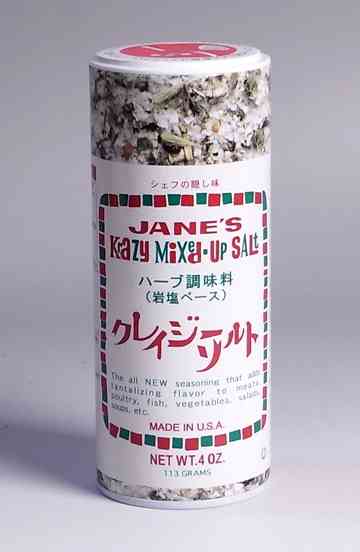 シェフの隠し味
JANE'S
KRaZY MiXed-UP SALt
ハーブ調味料
(岩塩ベース)
クレイジーソルト
The all NEW seasoning that adds
tantalizing flavor to meats,
poultry, fish, vegetables, salads,
soups, etc.
MADE IN U.S.A.
NET WT.4 OZ.
113 GRAMS